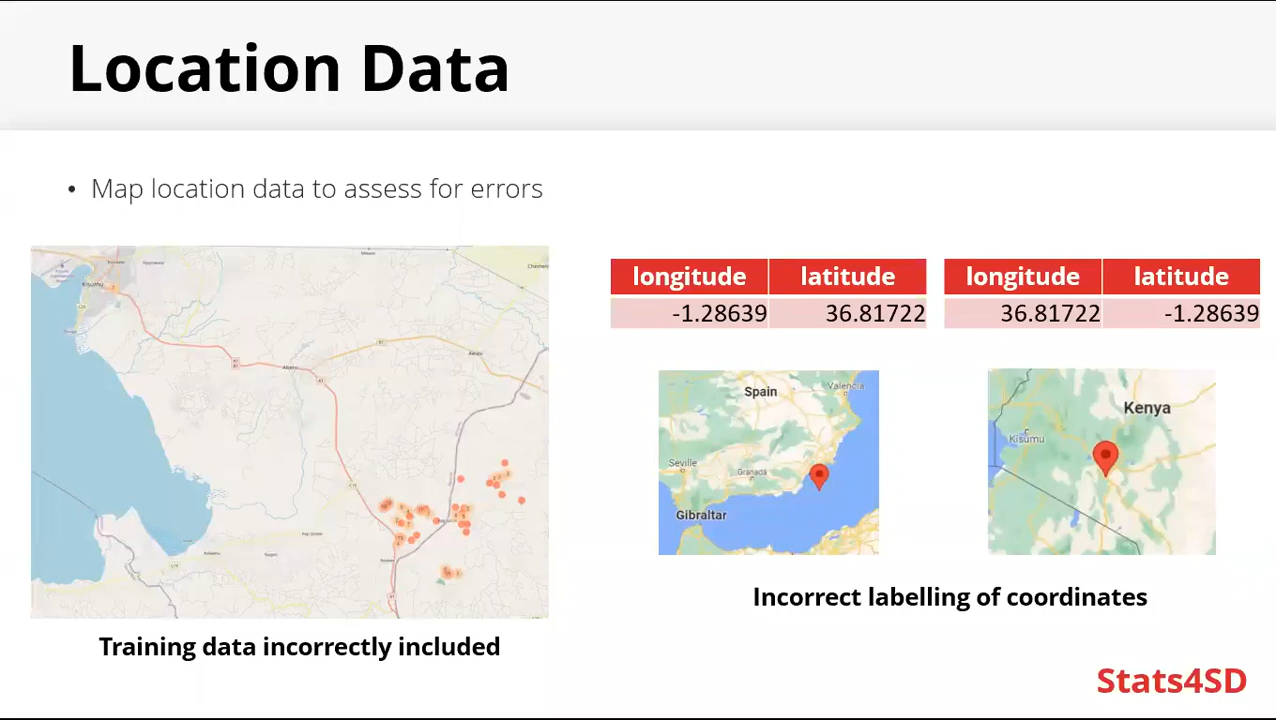 Location Data
• Map location data to assess for errors
Kisumu
longitude latitude
-1.28639 36.81722
longitude latitude
36.81722 -1.28639
Spain
Valencia
Seville
Granada
Gibraltar
Kenya
Kisumu
Training data incorrectly included
Incorrect labelling of coordinates
Stats4SD